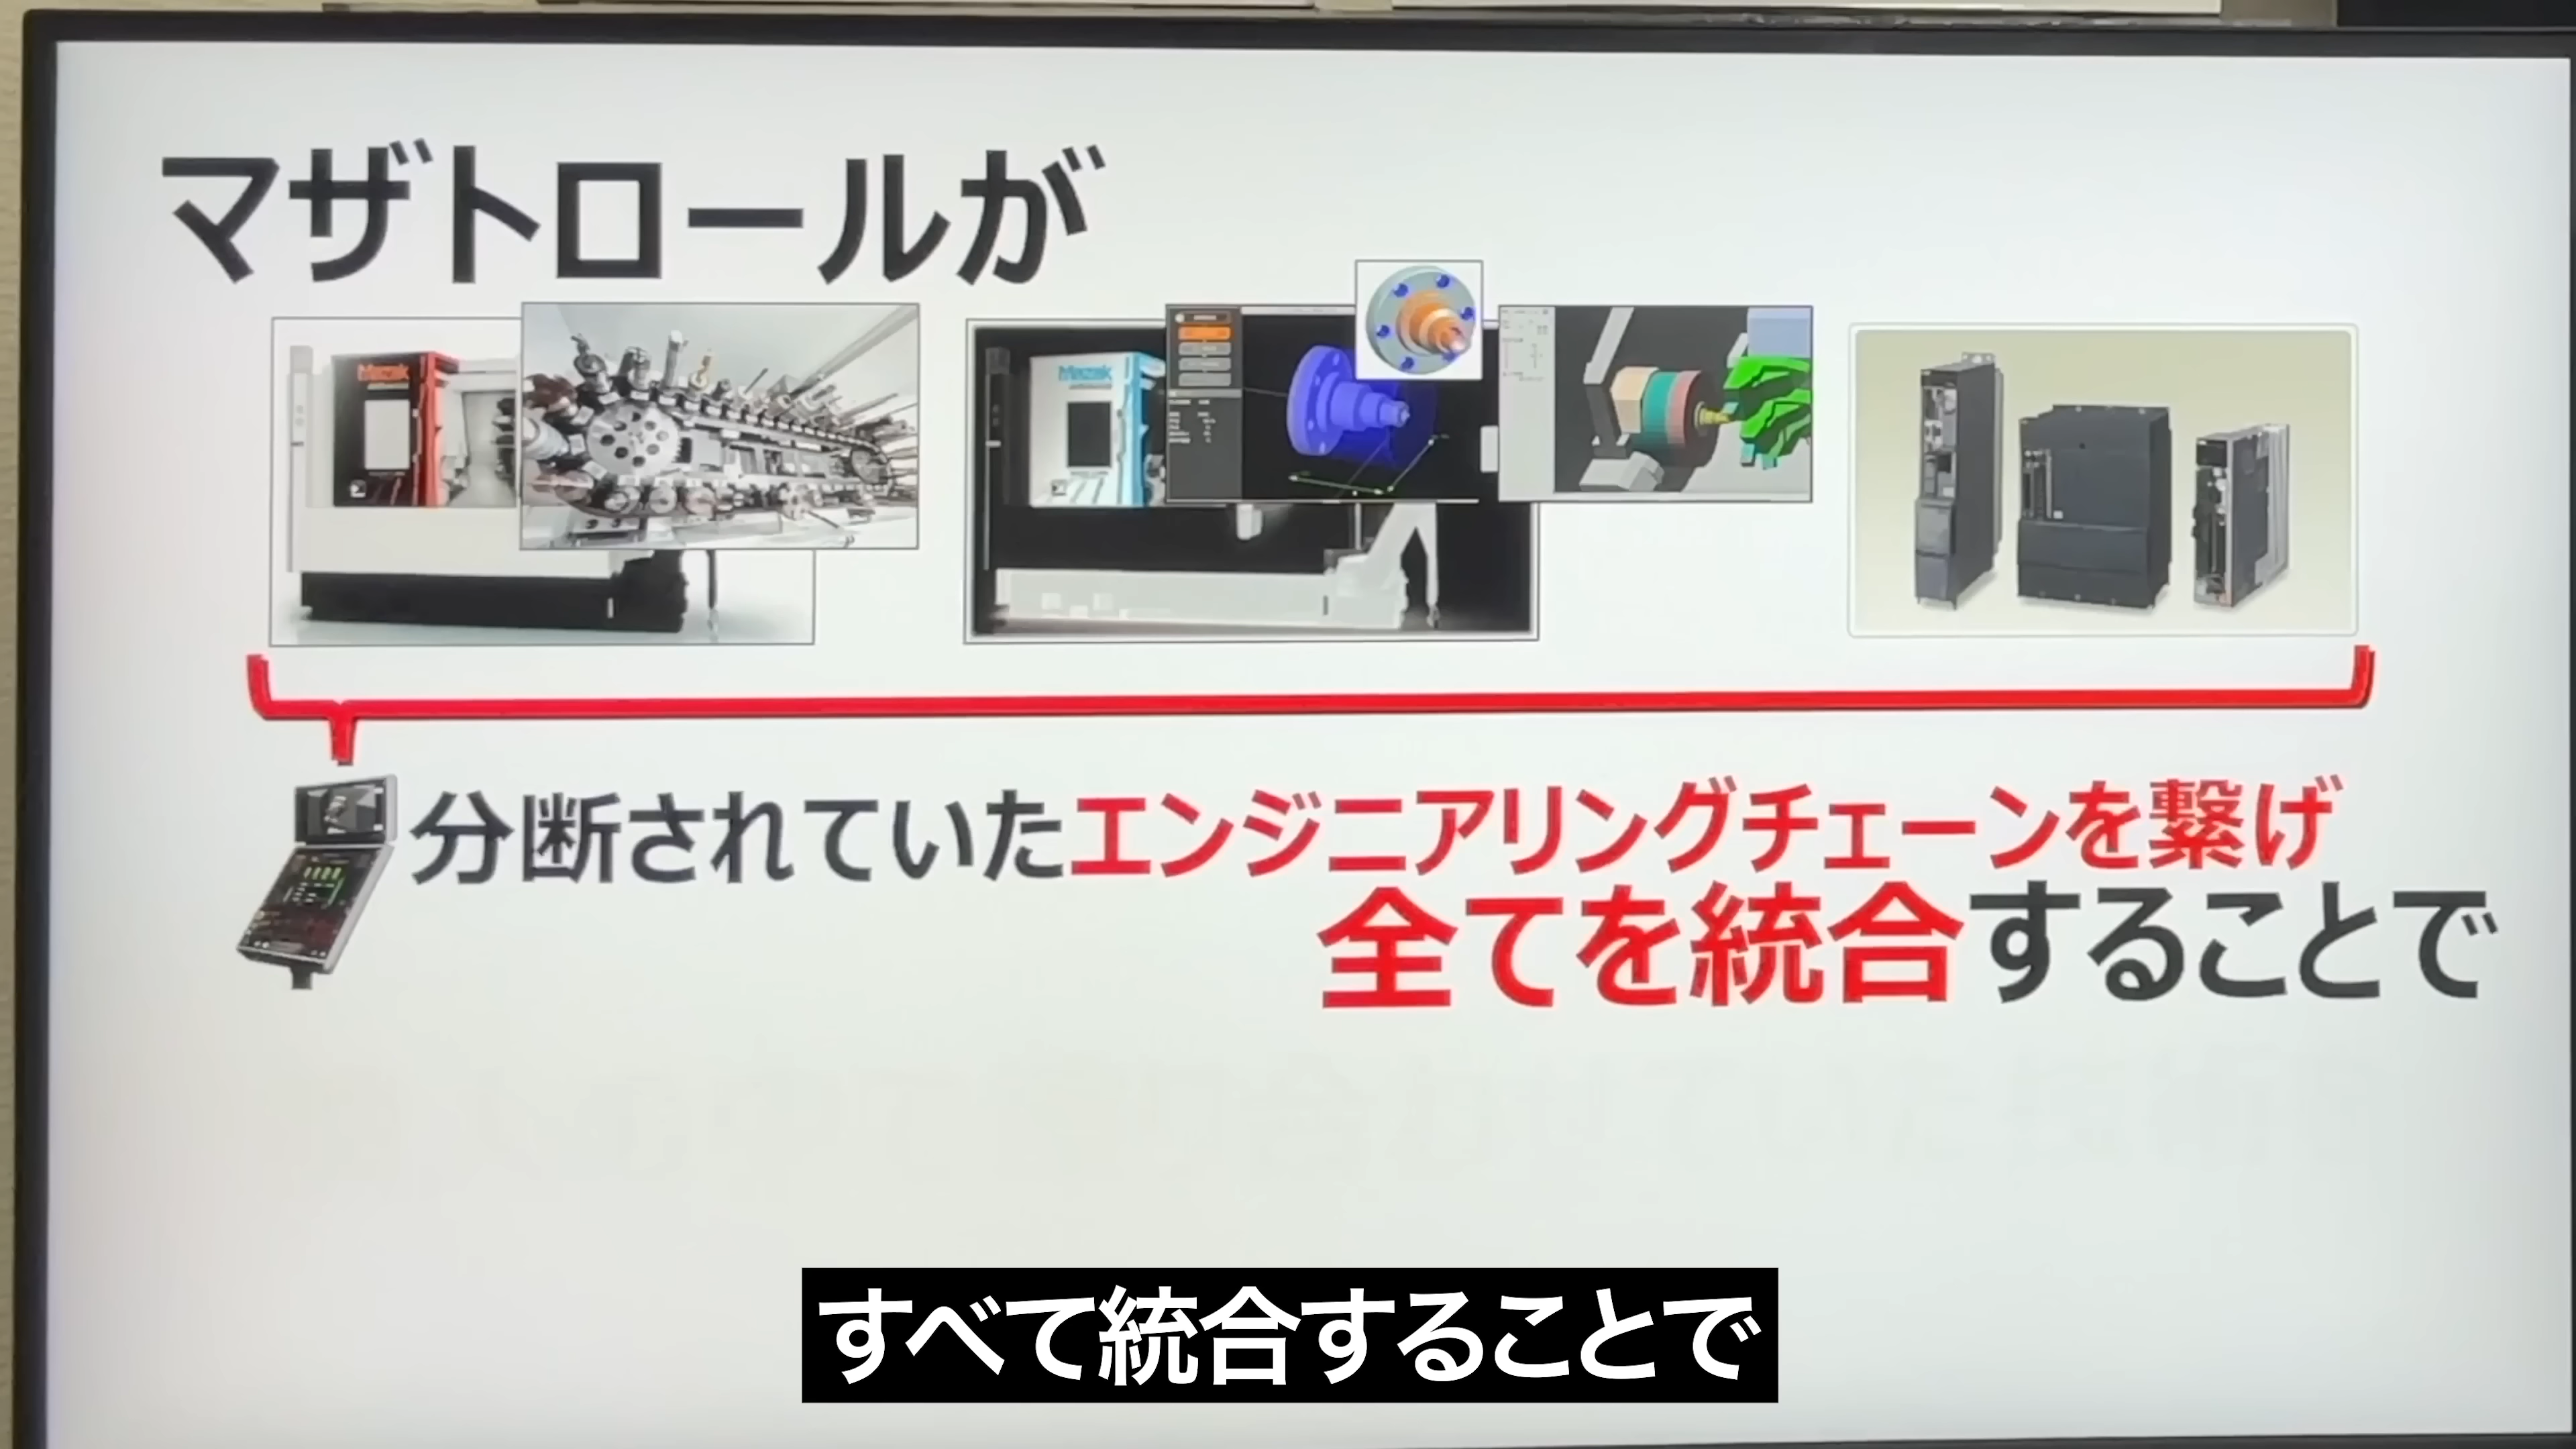 マザトロールが
Mazak
Mazak
分断されていたエンジニアリングチェーンを繋げ
全てを統合することで
すべて統合することで